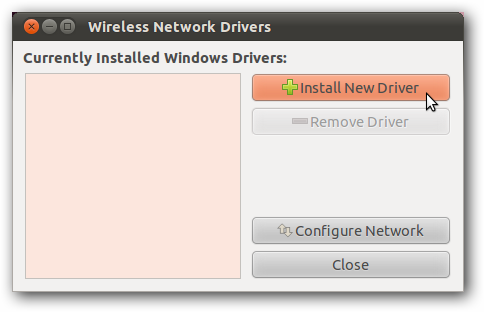 Wireless Network Drivers
Currently Installed Windows Drivers:
Install New Driver
Remove Driver
Configure Network
Close